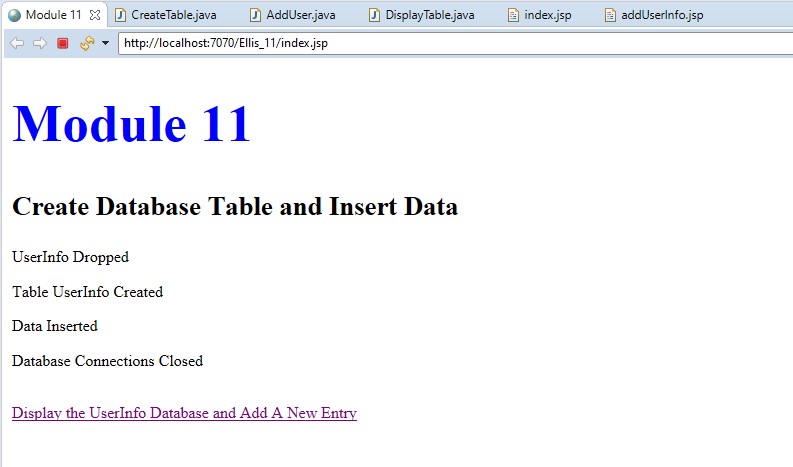 Module 11 CreateTable.java AddUser.java DisplayTable.java index.jsp addUserInfo.jsp
http://localhost:7070/Ellis_11/index.jsp
Module 11
Create Database Table and Insert Data
UserInfo Dropped
Table UserInfo Created
Data Inserted
Database Connections Closed
Display the UserInfo Database and Add A New Entry